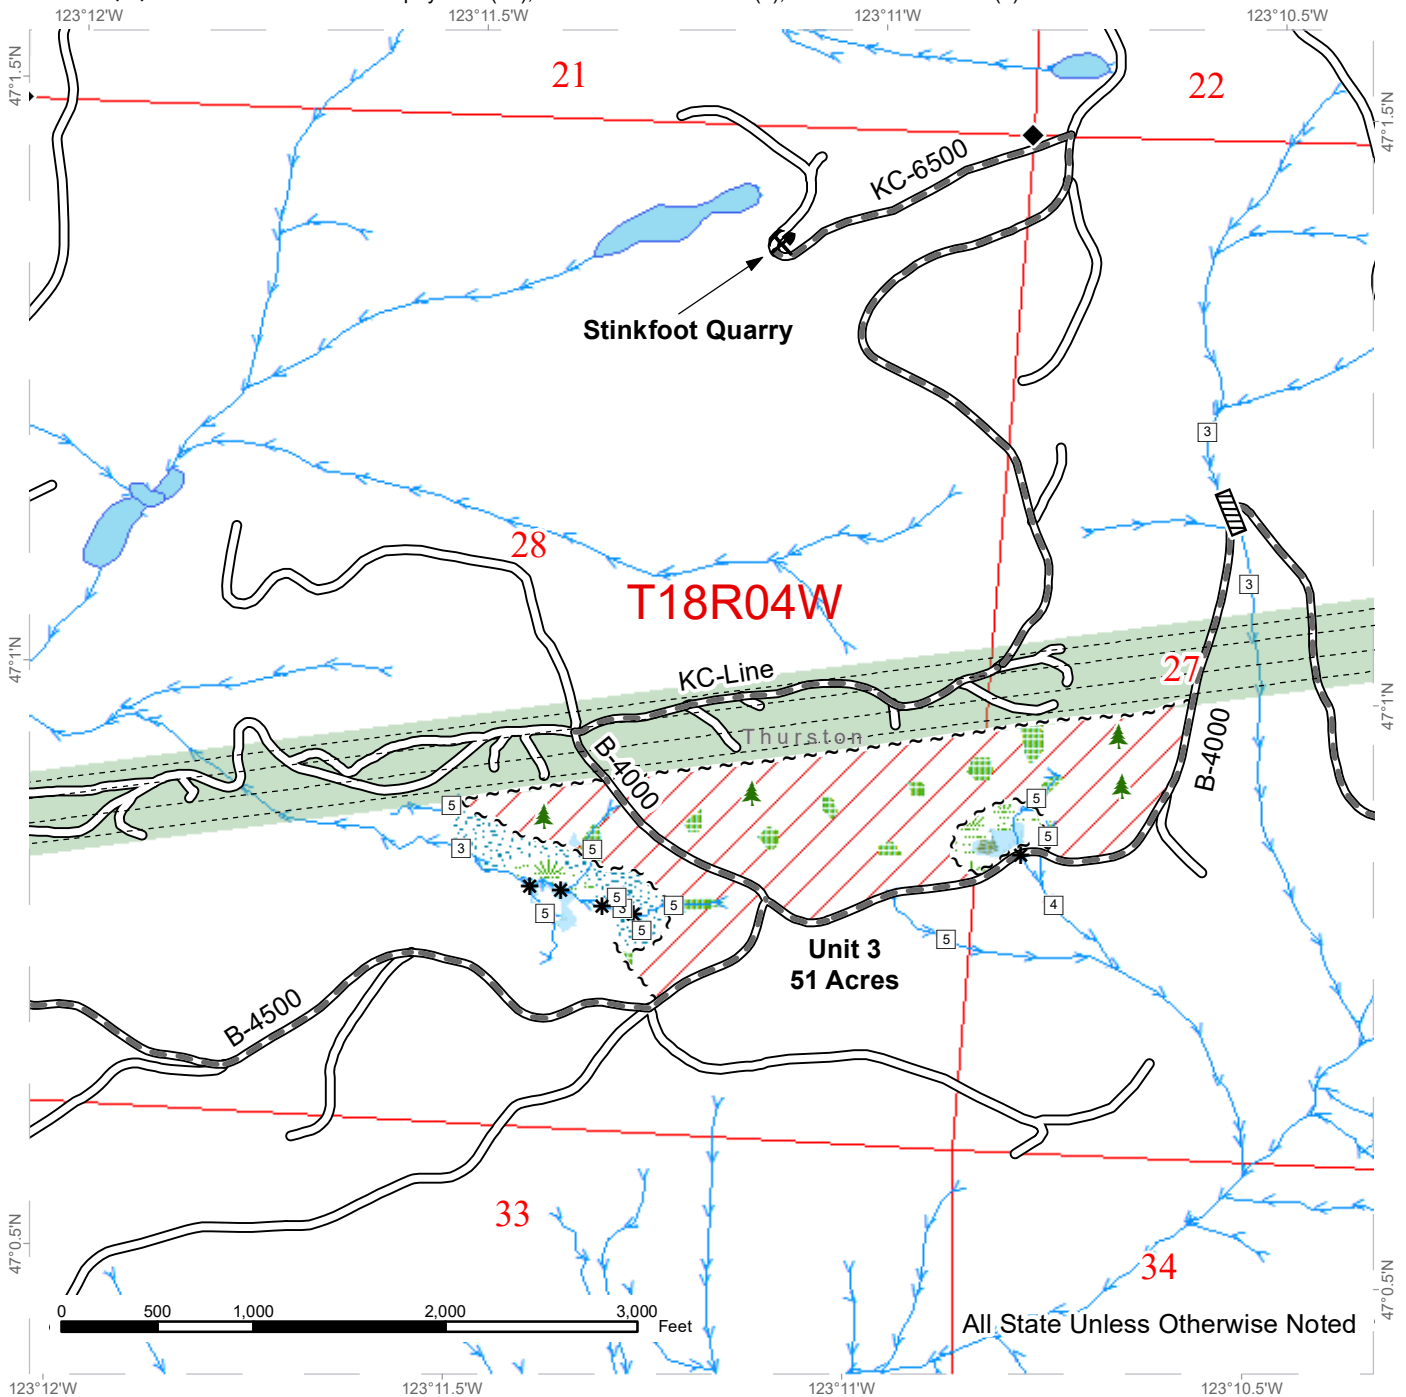 123°12'W
123°11.5'W
123°11'W
123°10.5'W
47°1.5'N
21
22
47°1.5'N
KC-6500
Stinkfoot Quarry
3
28
T18R04W
3
47°1'N
KC-Line
27
47°1'N
Thurston
B-4000
B-4000
5
5
3
5
5
5
5
3
5
5
5
4
5
Unit 3
51 Acres
B-4500
33
34
47°0.5'N
47°0.5'N
0
500
1,000
2,000
3,000
Feet
All State Unless Otherwise Noted
123°12'W
123°11.5'W
123°11'W
123°10.5'W